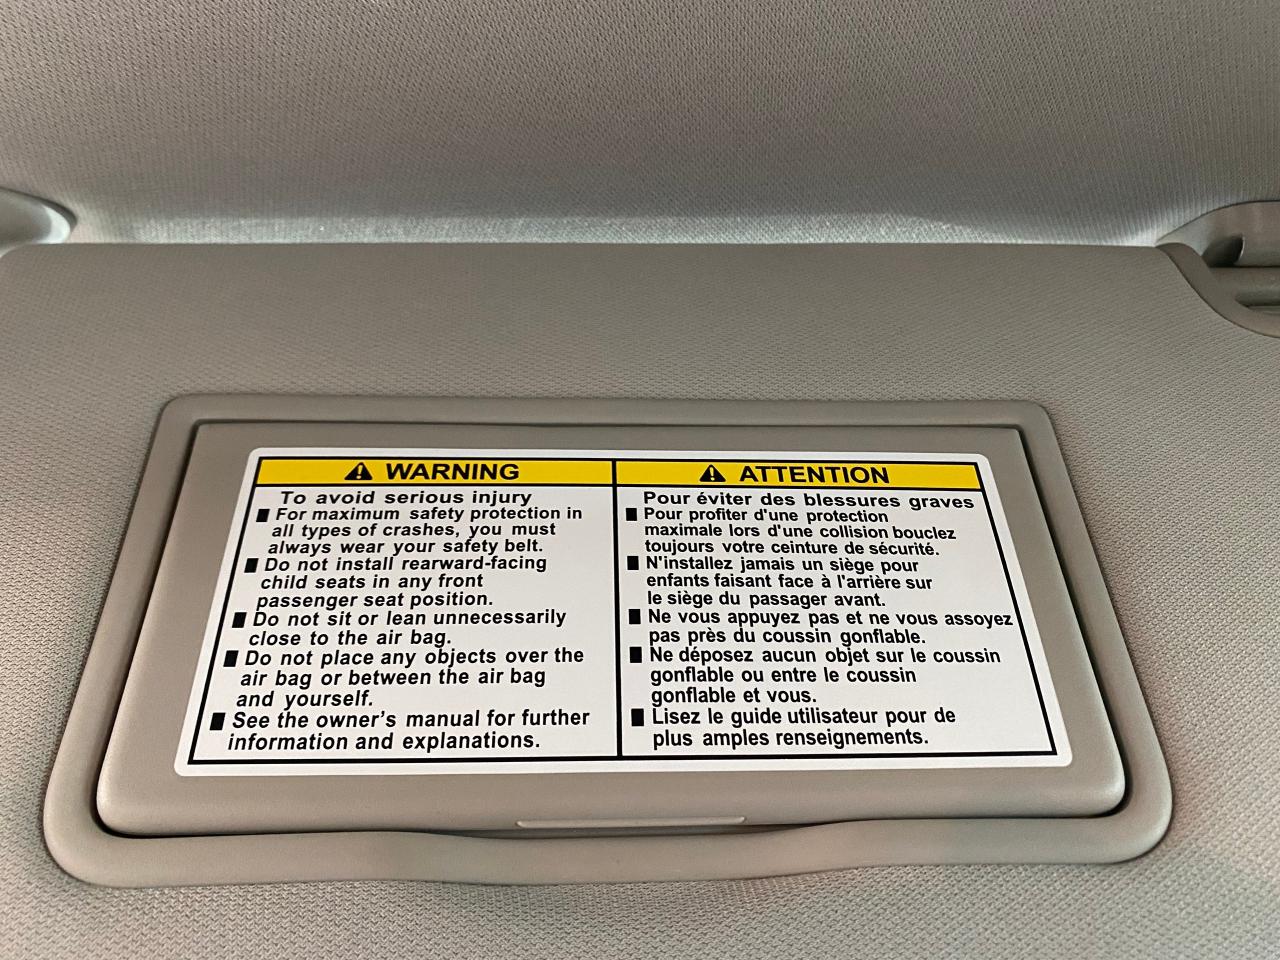 WARNING
To avoid serious injury
■ For maximum safety protection in
all types of crashes, you must
always wear your safety belt.
■ Do not install rearward-facing
child seats in any front
passenger seat position.
■ Do not sit or lean unnecessarily
close to the air bag.
■ Do not place any objects over the
air bag or between the air bag
and yourself.
■ See the owner's manual for further
information and explanations.
ATTENTION
Pour éviter des blessures graves
■ Pour profiter d'une protection
maximale lors d'une collision bouclez
toujours votre ceinture de sécurité.
■ N'installez jamais un siège pour
enfants faisant face à l'arrière sur
le siège du passager avant.
■ Ne vous appuyez pas et ne vous assoyez
pas près du coussin gonflable.
■ Ne déposez aucun objet sur le coussin
gonflable ou entre le coussin
gonflable et vous.
■ Lisez le guide utilisateur pour de
plus amples renseignements.